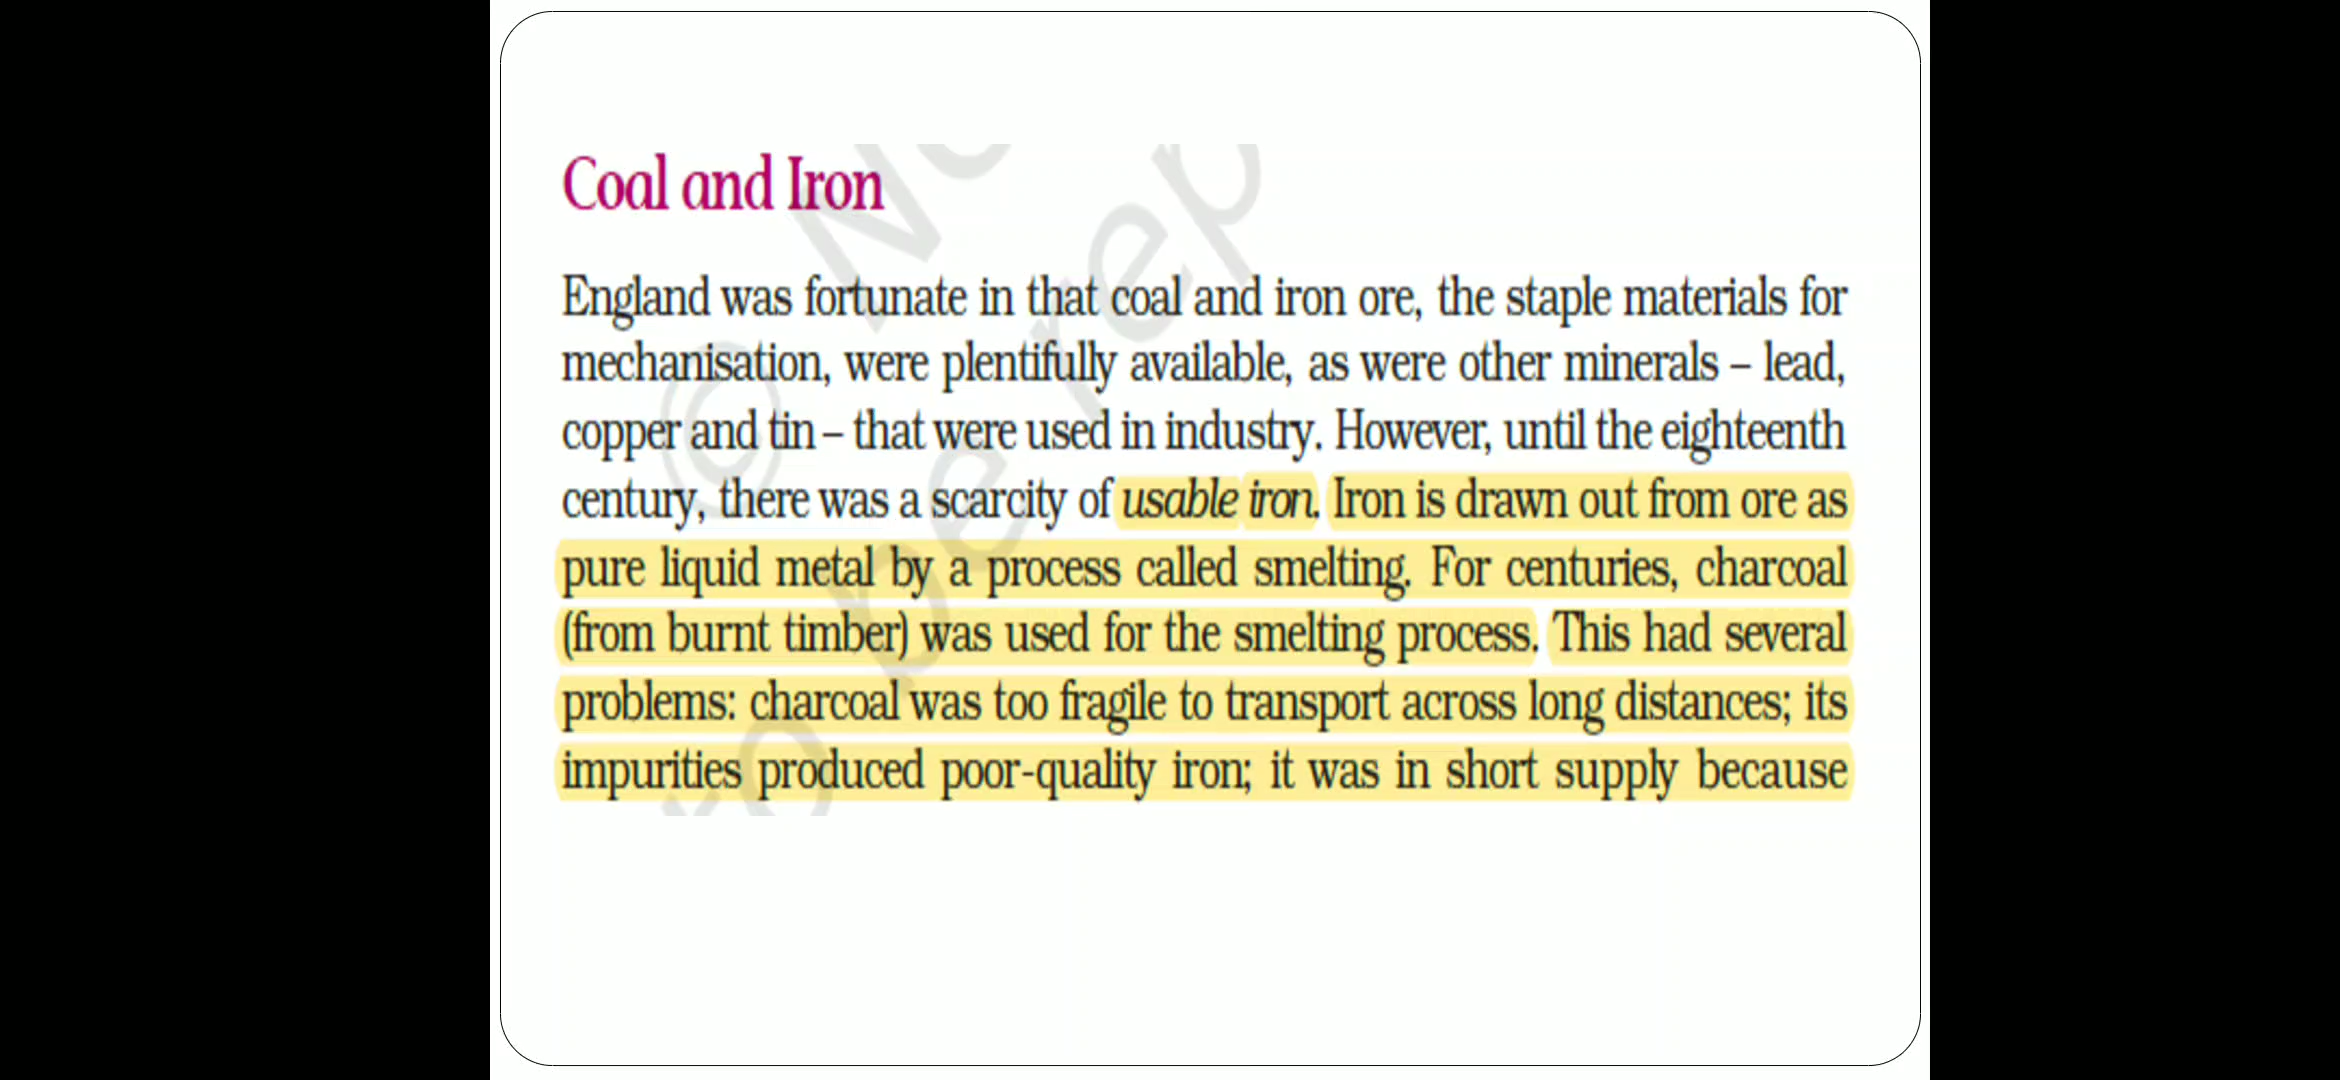 Coal and Iron
England was fortunate in that coal and iron ore, the staple materials for
mechanisation, were plentifully available, as were other minerals – lead,
copper and tin – that were used in industry. However, until the eighteenth
century, there was a scarcity of usable iron. Iron is drawn out from ore as
pure liquid metal by a process called smelting. For centuries, charcoal
(from burnt timber) was used for the smelting process. This had several
problems: charcoal was too fragile to transport across long distances; its
impurities produced poor-quality iron; it was in short supply because